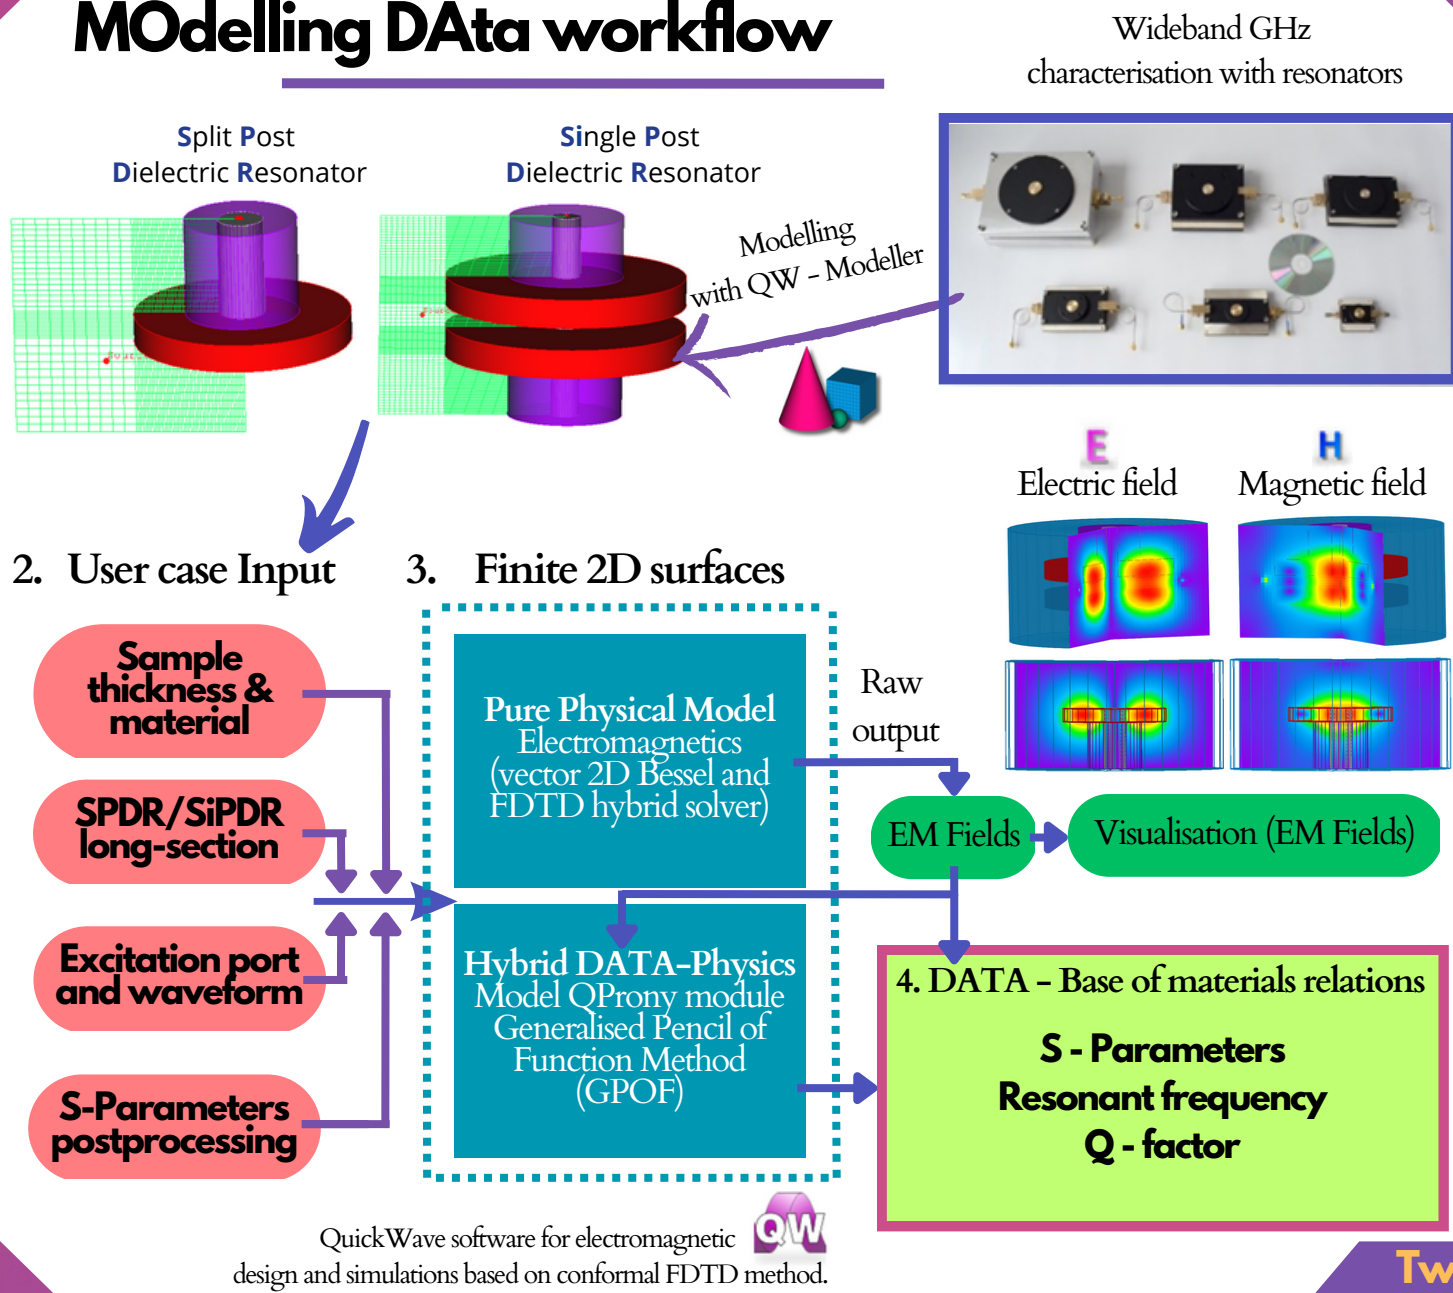 MOdelling DAta workflow
Wideband GHz
characterisation with resonators
Split Post
Dielectric Resonator
Single Post
Dielectric Resonator
Modelling
with QW - Modeller
E
Electric field
H
Magnetic field
2. User case Input
3. Finite 2D surfaces
Sample
thickness &
material
SPDR/SiPDR
long-section
Excitation port
and waveform
S-Parameters
postprocessing
Pure Physical Model
Electromagnetics
(vector 2D Bessel and
FDTD hybrid solver)
Raw
output
EM Fields
Visualisation (EM Fields)
Hybrid DATA-Physics
Model QProny module
Generalised Pencil of
Function Method
(GPOF)
4. DATA - Base of materials relations
S - Parameters
Resonant frequency
Q - factor
QuickWave software for electromagnetic
design and simulations based on conformal FDTD method.
QW
Tw